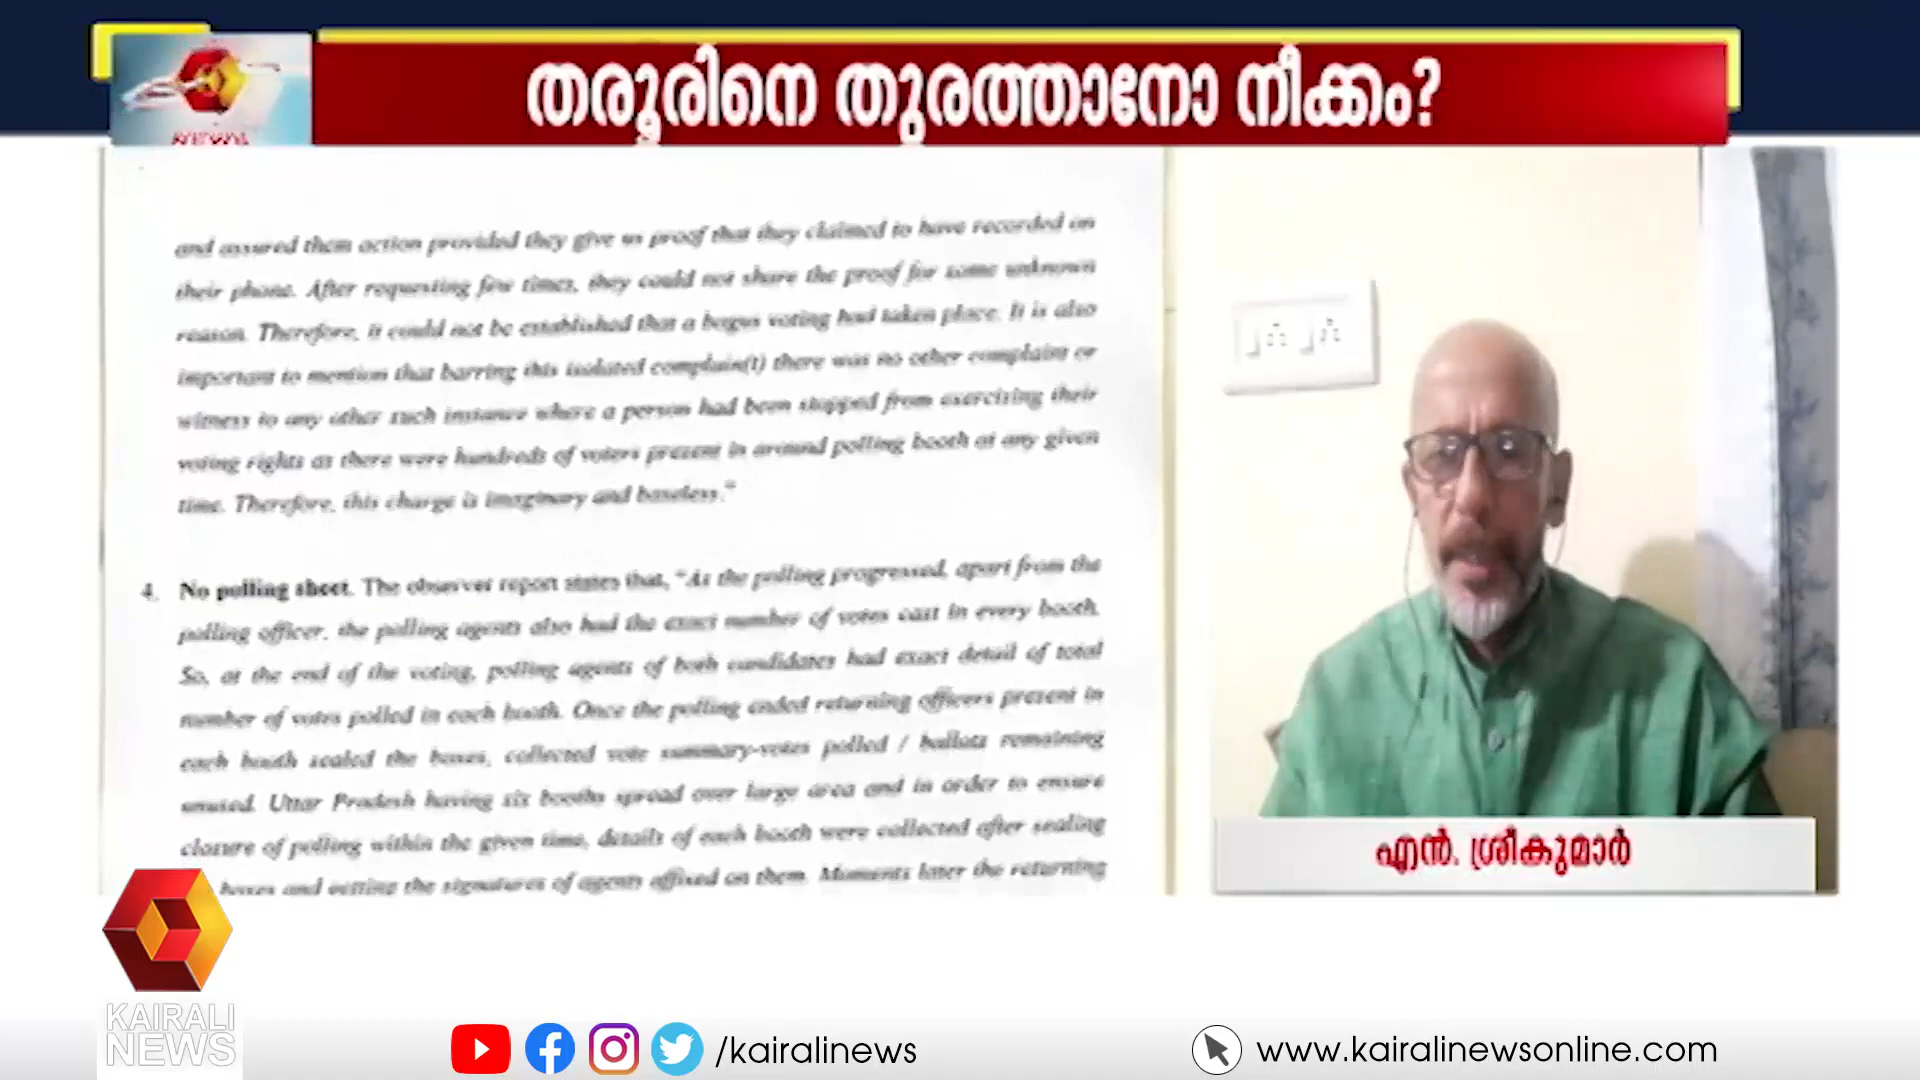 തരൂരിനെ തുരത്താനോ നീക്കം?
and assured them action provided they give us proof that they claimed to have recorded on
their phone. After requesting few times, they could not share the proof for some unknown
reason. Therefore, it could not be established that a bogus voting had taken place. It is also
important to mention that barring this isolated complain(t) there was no other complaint or
witness to any other such instance where a person had been stopped from exercising their
voting rights as there were hundreds of voters present in around polling booth at any given
time. Therefore, this charge is imaginary and baseless."
4. No polling sheet. The observer report states that, "As the polling progressed, apart from the
polling officer, the polling agents also had the exact number of votes cast in every booth.
So, at the end of the voting, polling agents of both candidates had exact detail of total
number of votes polled in each booth. Once the polling ended returning officers present in
each booth sealed the boxes, collected vote summary-votes polled / ballots remaining
unused. Uttar Pradesh having six booths spread over large area and in order to ensure
closure of polling within the given time, details of each booth were collected after sealing
boxes and getting the signatures of agents affixed on them. Moments later the returning
എൻ. ശ്രീകുമാർ
KAIRALI
NEWS
/kairalinews
www.kairalinewsonline.com